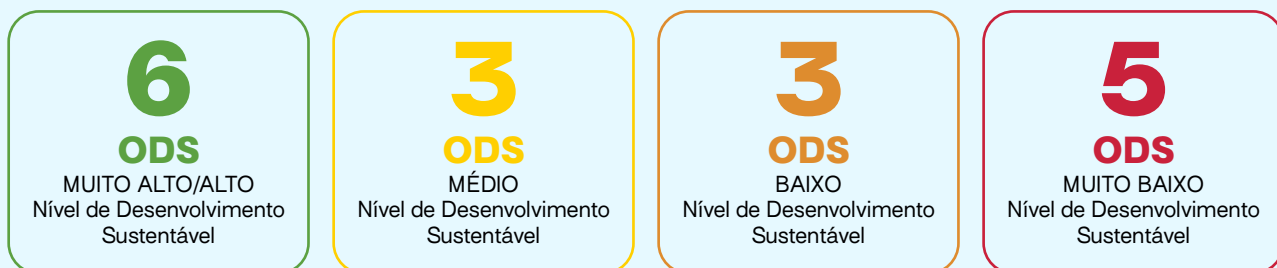 6
ODS
MUITO ALTO/ALTO
Nível de Desenvolvimento
Sustentável
3
ODS
MÉDIO
Nível de Desenvolvimento
Sustentável
3
ODS
BAIXO
Nível de Desenvolvimento
Sustentável
5
ODS
MUITO BAIXO
Nível de Desenvolvimento
Sustentável